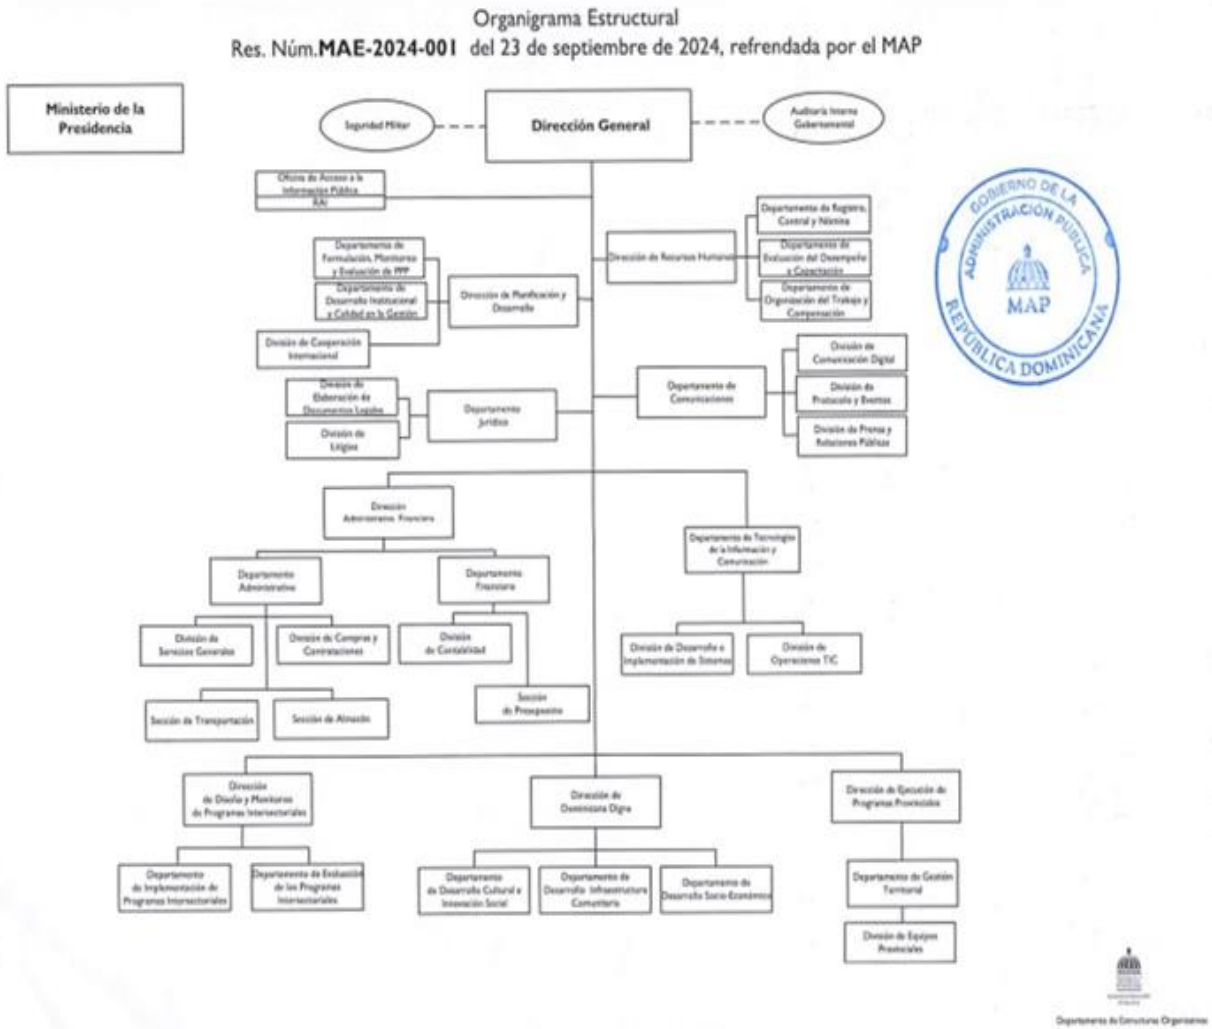 Organigrama Estructural
Res. Núm.MAE-2024-001 del 23 de septiembre de 2024, refrendada por el MAP
Ministerio de la
Presidencia
Seguridad Militar
Dirección General
Auditoría Interna
Gubernamental
Oficina de Acceso a la
Información Pública
RAI
Departamento de Registro,
Control y Nómina
Dirección de Recursos Humanos
Departamento de
Evaluación del Desempeño
y Capacitación
Departamento de
Organización del Trabajo y
Compensación
Departamento de
Formulación, Monitoreo
y Evaluación de PPP
Departamento de
Desarrollo Institucional
y Calidad en la Gestión
Dirección de Planificación y
Desarrollo
División de Cooperación
Internacional
División de
Comunicación Digital
Departamento de
Comunicaciones
División de
Protocolo y Eventos
División de Prensa y
Relaciones Públicas
División de
Elaboración de
Documentos Legales
Departamento
Jurídico
División de
Litigios
GOBIERNO DE LA
REPÚBLICA DOMINICANA
ADMINISTRACIÓN PÚBLICA
MAP
Dirección
Administrativa Financiera
Departamento de Tecnologías
de la Información y
Comunicación
Departamento
Administrativo
Departamento
Financiero
División de
Servicios Generales
División de Compras y
Contrataciones
División
de Contabilidad
División de Desarrollo e
Implementación de Sistemas
División de
Operaciones TIC
Sección de Transportación
Sección de Almacén
Sección
de Presupuesto
Dirección
de Diseño y Monitoreo
de Programas Intersectoriales
Dirección de
Dominicana Digna
Dirección de Ejecución de
Programas Provinciales
Departamento
de Implementación de
Programas Intersectoriales
Departamento de Evaluación
de los Programas
Intersectoriales
Departamento
de Desarrollo Cultural e
Innovación Social
Departamento de
Desarrollo Infraestructura
Comunitaria
Departamento de
Desarrollo Socio-Económico
Departamento de Gestión
Territorial
División de Equipos
Provinciales
Departamento de Estructuras Organizativas